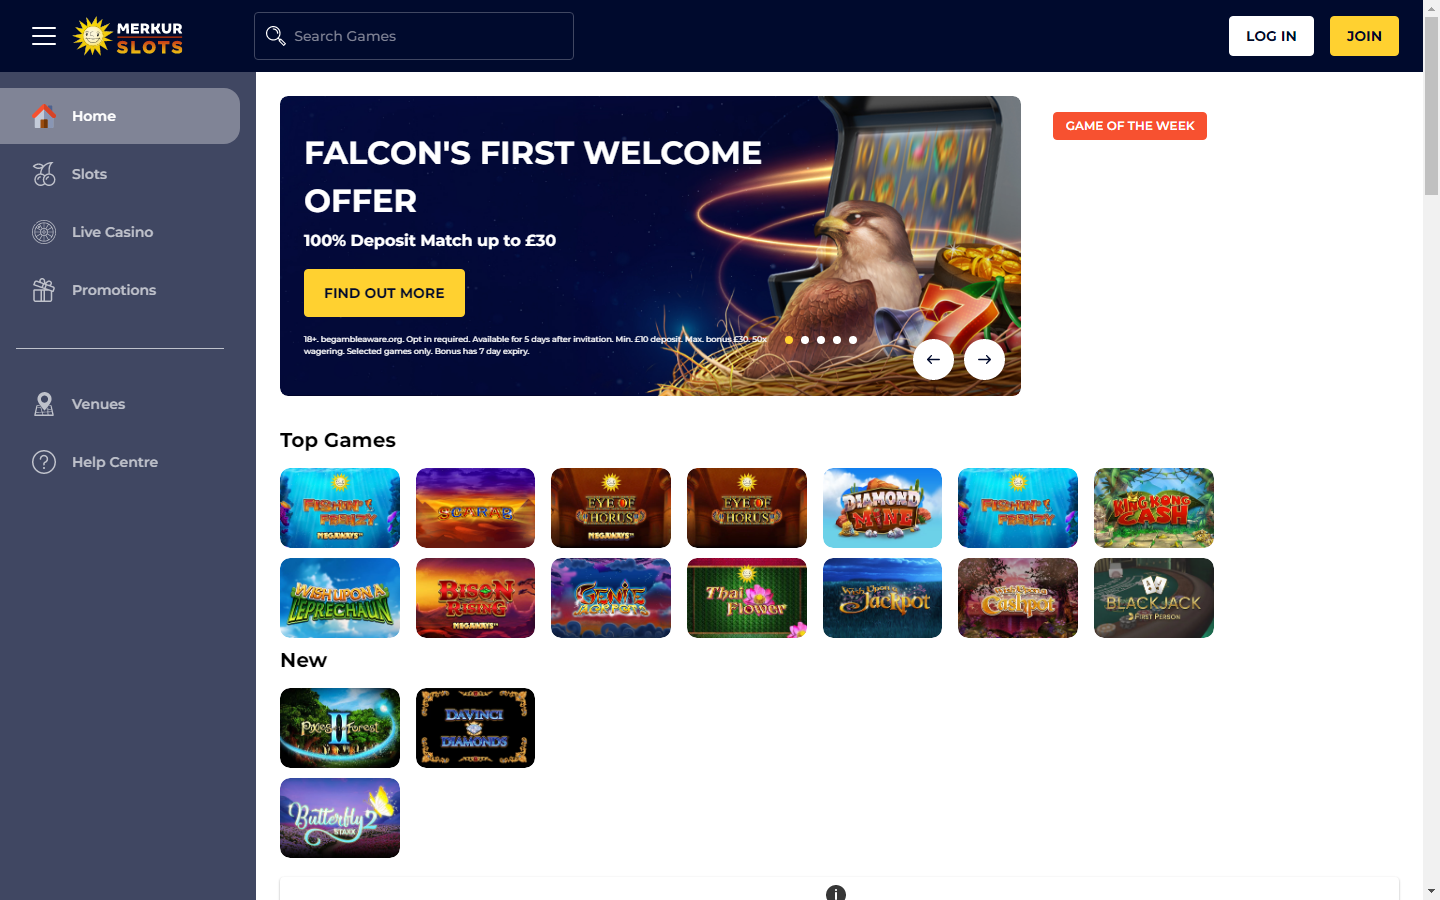 MERKUR
SLOTS
Search Games
LOG IN
JOIN
Home
Slots
Live Casino
Promotions
Venues
Help Centre
FALCON'S FIRST WELCOME
OFFER
100% Deposit Match up to £30
FIND OUT MORE
18+. begambleaware.org. Opt in required. Available for 5 days after invitation. Min. £10 deposit. Max. bonus £30. 50x
wagering. Selected games only. Bonus has 7 day expiry.
GAME OF THE WEEK
Top Games
FISHIN' FRENZY
MEGAWAYS™
SCARAB
EYE OF
HORUS
MEGAWAYS™
EYE OF
HORUS
DIAMOND
MINE
FISHIN' FRENZY
KING KONG
CASH
WISH UPON A
LEPRECHAUN
BISON
RISING
MEGAWAYS™
GENIE
JACKPOTS
Thai
Flower
Wish Upon a
Jackpot
Cashpot
BLACKJACK
FIRST PERSON
New
Pixies of the Forest
II
DAVINCI
DIAMONDS
Butterfly 2
STAXX